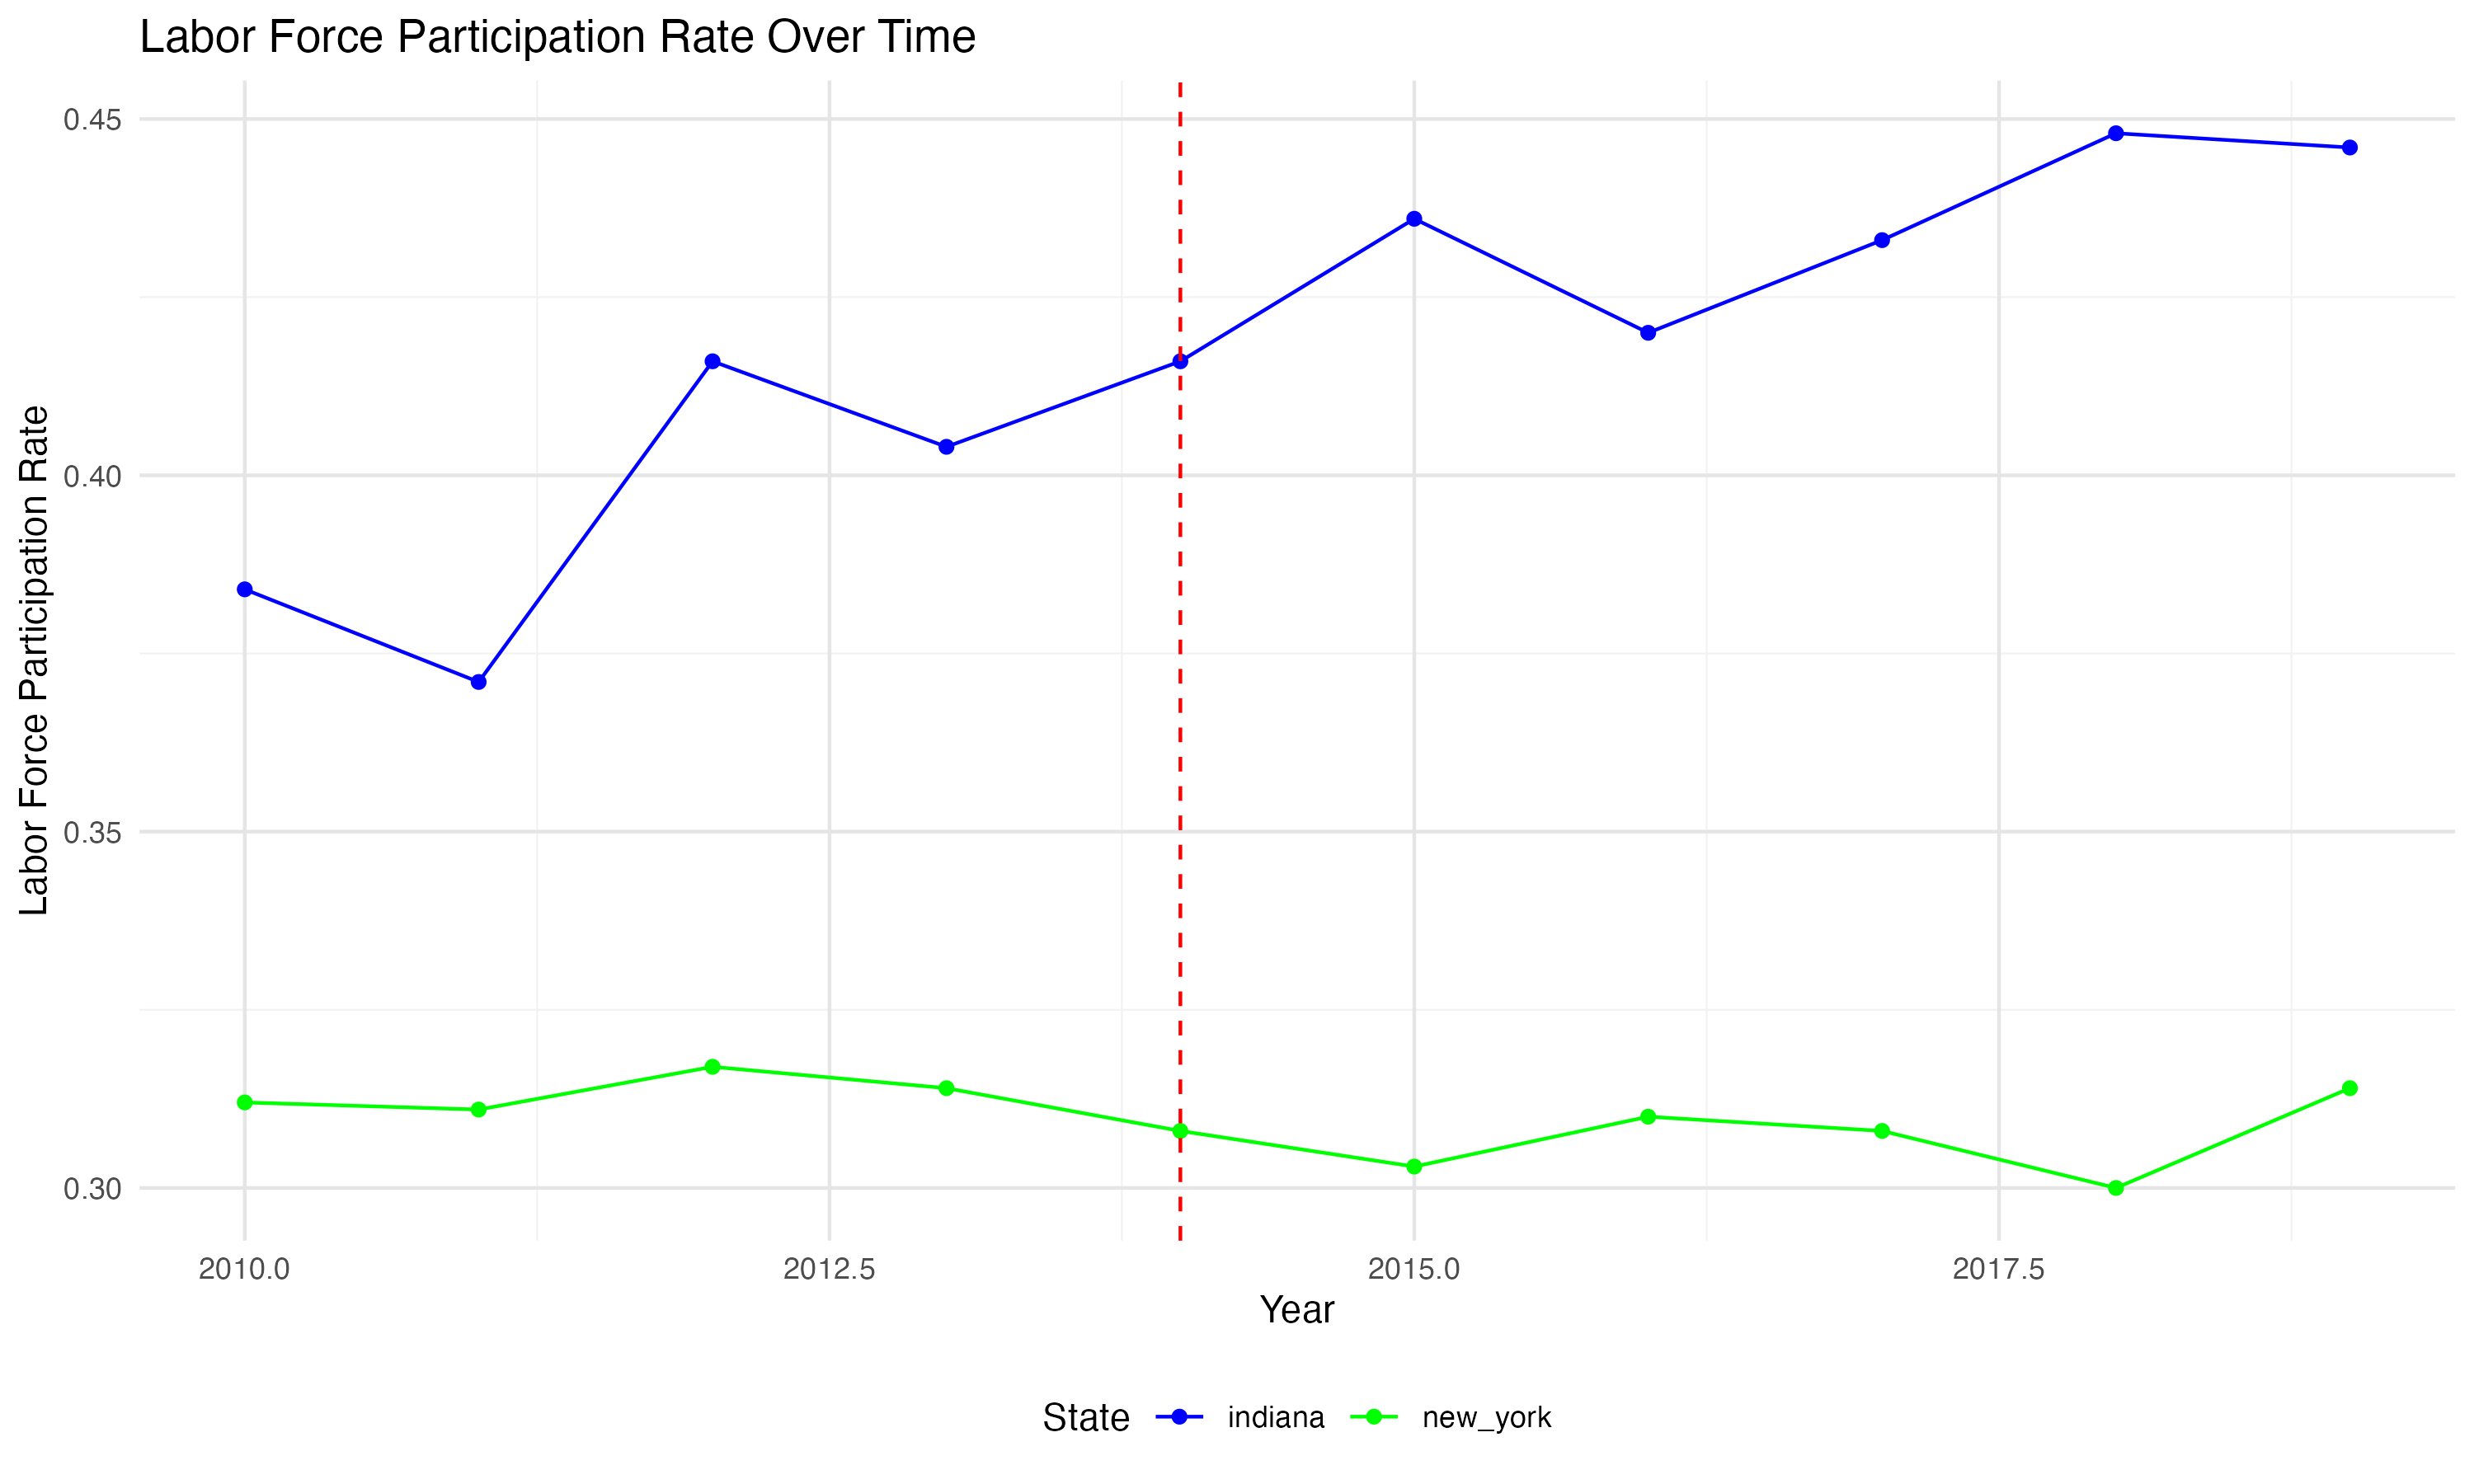 Labor Force Participation Rate Over Time
Labor Force Participation Rate
0.45
0.40
0.35
0.30
2010.0 2012.5 2015.0 2017.5
Year
State indiana new_york